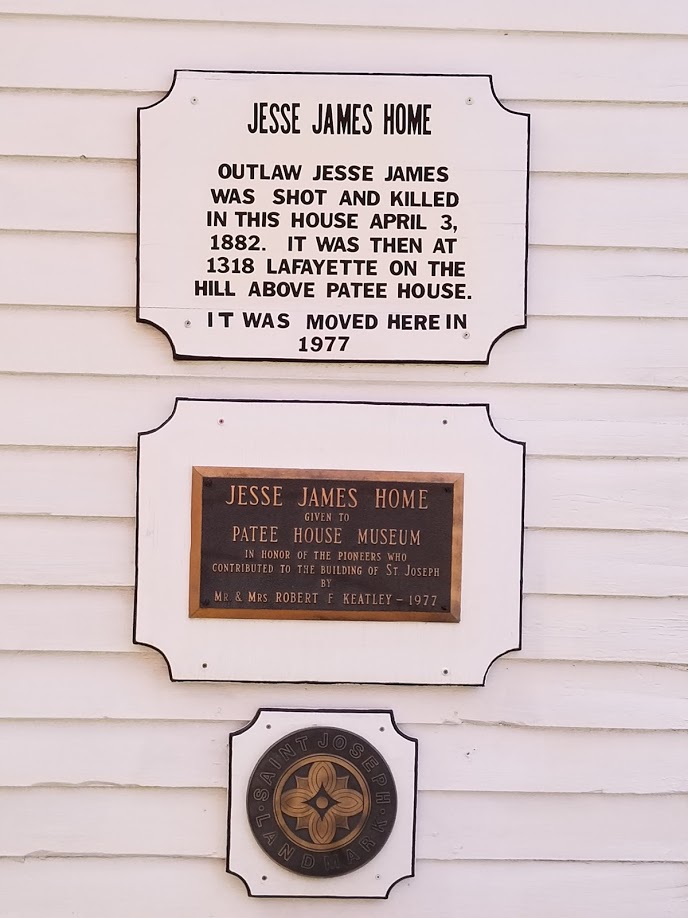 JESSE JAMES HOME
OUTLAW JESSE JAMES
WAS SHOT AND KILLED
IN THIS HOUSE APRIL 3,
1882. IT WAS THEN AT
1318 LAFAYETTE ON THE
HILL ABOVE PATEE HOUSE.
IT WAS MOVED HERE IN
1977
JESSE JAMES HOME
GIVEN TO
PATEE HOUSE MUSEUM
IN HONOR OF THE PIONEERS WHO
CONTRIBUTED TO THE BUILDING OF ST JOSEPH
BY
MR & MRS ROBERT F KEATLEY - 1977
SAINT JOSEPH
LANDMARK